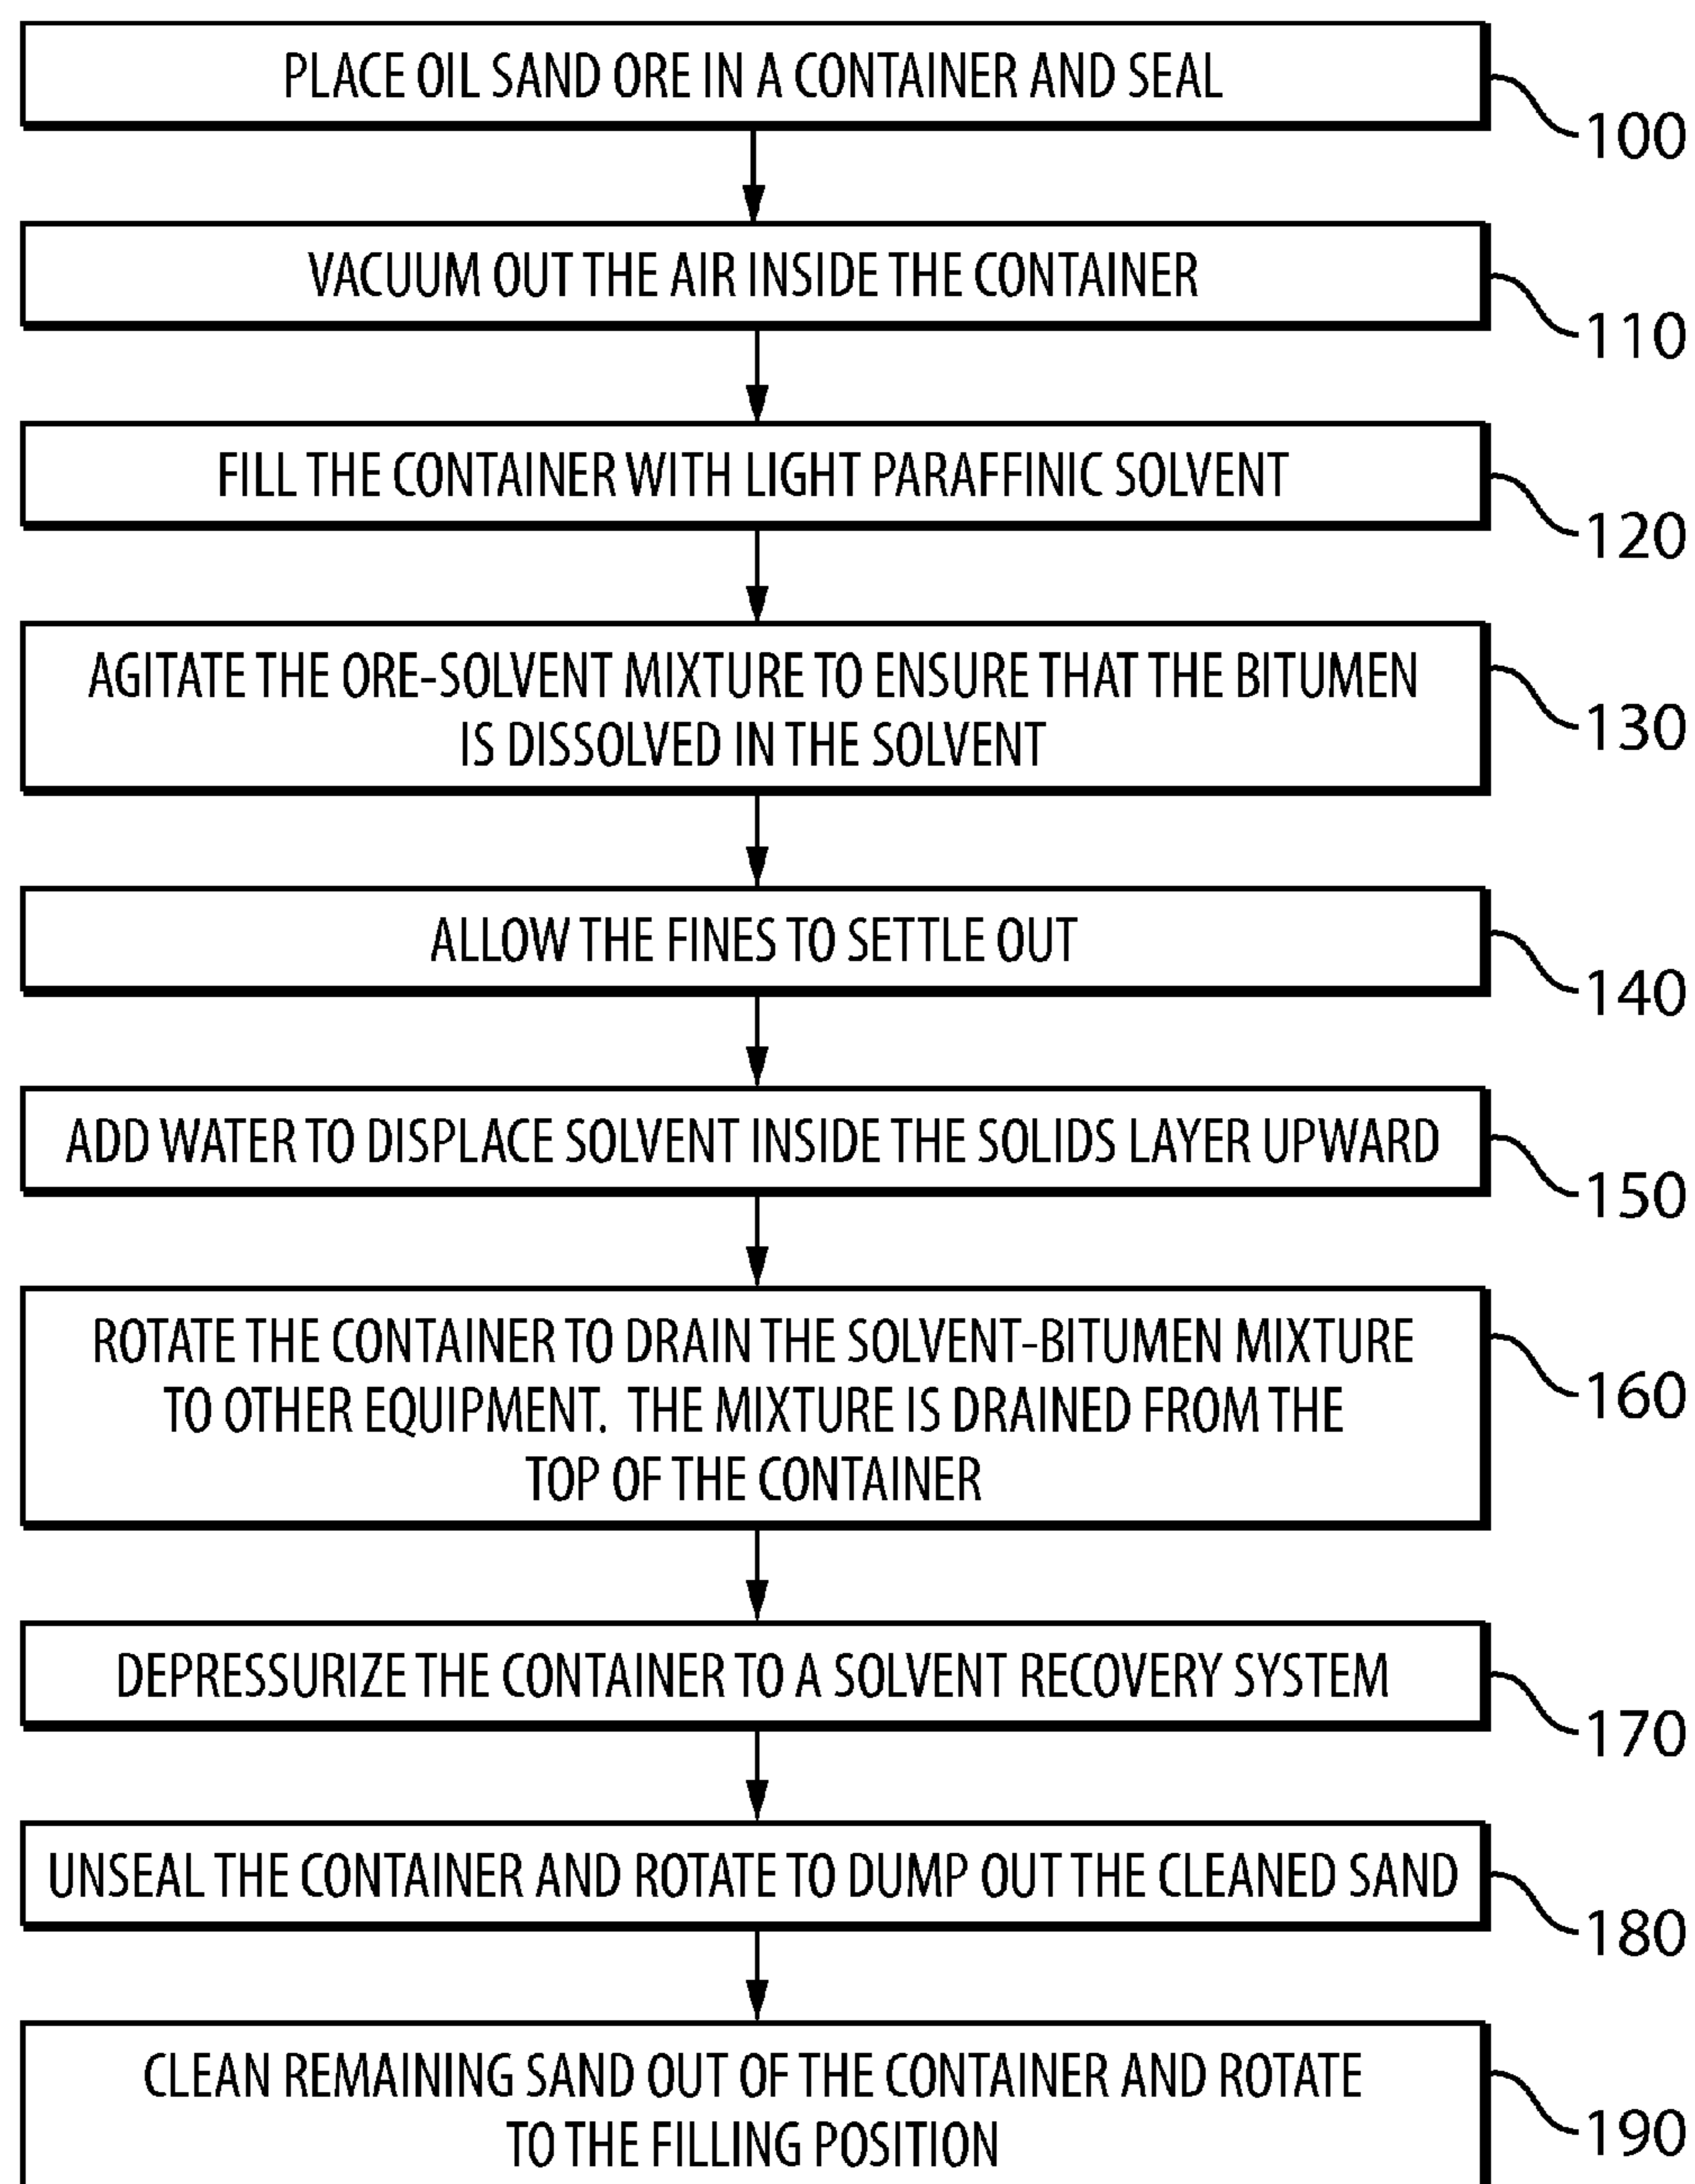 PLACE OIL SAND ORE IN A CONTAINER AND SEAL
100
VACUUM OUT THE AIR INSIDE THE CONTAINER
110
FILL THE CONTAINER WITH LIGHT PARAFFINIC SOLVENT
120
AGITATE THE ORE-SOLVENT MIXTURE TO ENSURE THAT THE BITUMEN
IS DISSOLVED IN THE SOLVENT
130
ALLOW THE FINES TO SETTLE OUT
140
ADD WATER TO DISPLACE SOLVENT INSIDE THE SOLIDS LAYER UPWARD
150
ROTATE THE CONTAINER TO DRAIN THE SOLVENT-BITUMEN MIXTURE
TO OTHER EQUIPMENT. THE MIXTURE IS DRAINED FROM THE
TOP OF THE CONTAINER
160
DEPRESSURIZE THE CONTAINER TO A SOLVENT RECOVERY SYSTEM
170
UNSEAL THE CONTAINER AND ROTATE TO DUMP OUT THE CLEANED SAND
180
CLEAN REMAINING SAND OUT OF THE CONTAINER AND ROTATE
TO THE FILLING POSITION
190